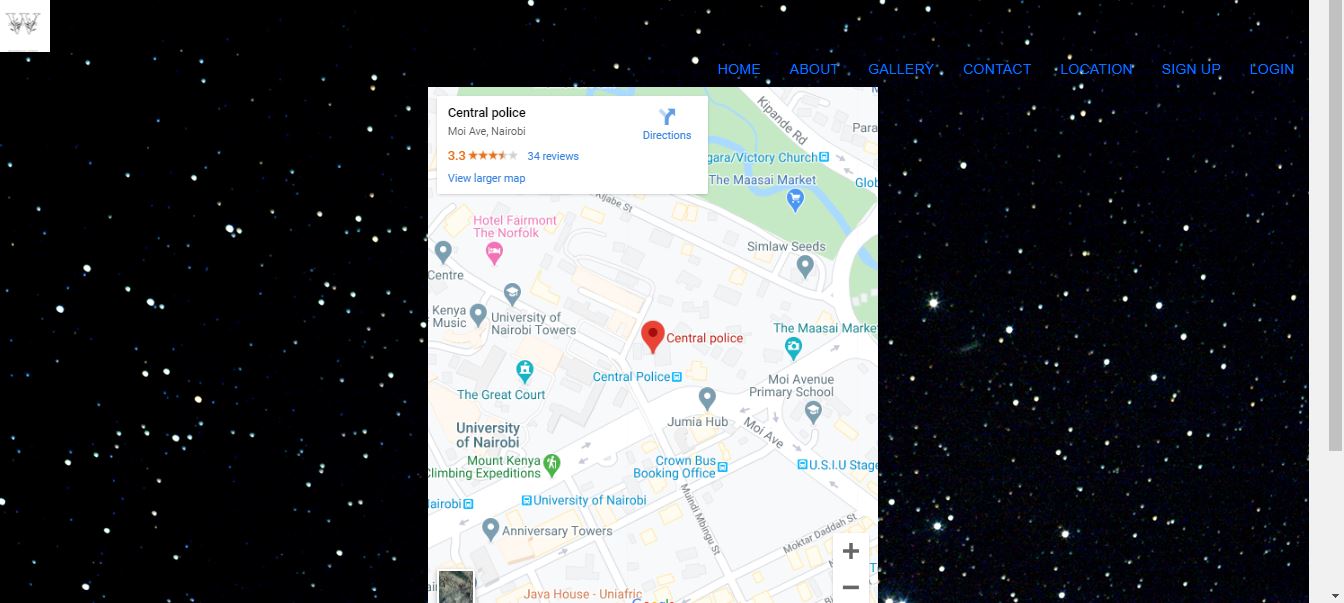 W
HOME ABOUT GALLERY CONTACT LOCATION SIGN UP LOGIN
Central police
Moi Ave, Nairobi
Directions
3.3 34 reviews
View larger map
Kipande Rd
Para
gara/Victory Church
The Maasai Market
Glob
Kijabe St
Hotel Fairmont
The Norfolk
Simlaw Seeds
Centre
Kenya
Music
University of
Nairobi Towers
The Maasai Market
Central police
Central Police
Moi Avenue
Primary School
The Great Court
Jumia Hub
Moi Ave
University
of Nairobi
Mount Kenya
Climbing Expeditions
Crown Bus
Booking Office
U.S.I.U Stage
airobi
University of Nairobi
Muindi Mbingu St
Anniversary Towers
Moktar Daddah St
+
−
Java House - Uniafric
Google